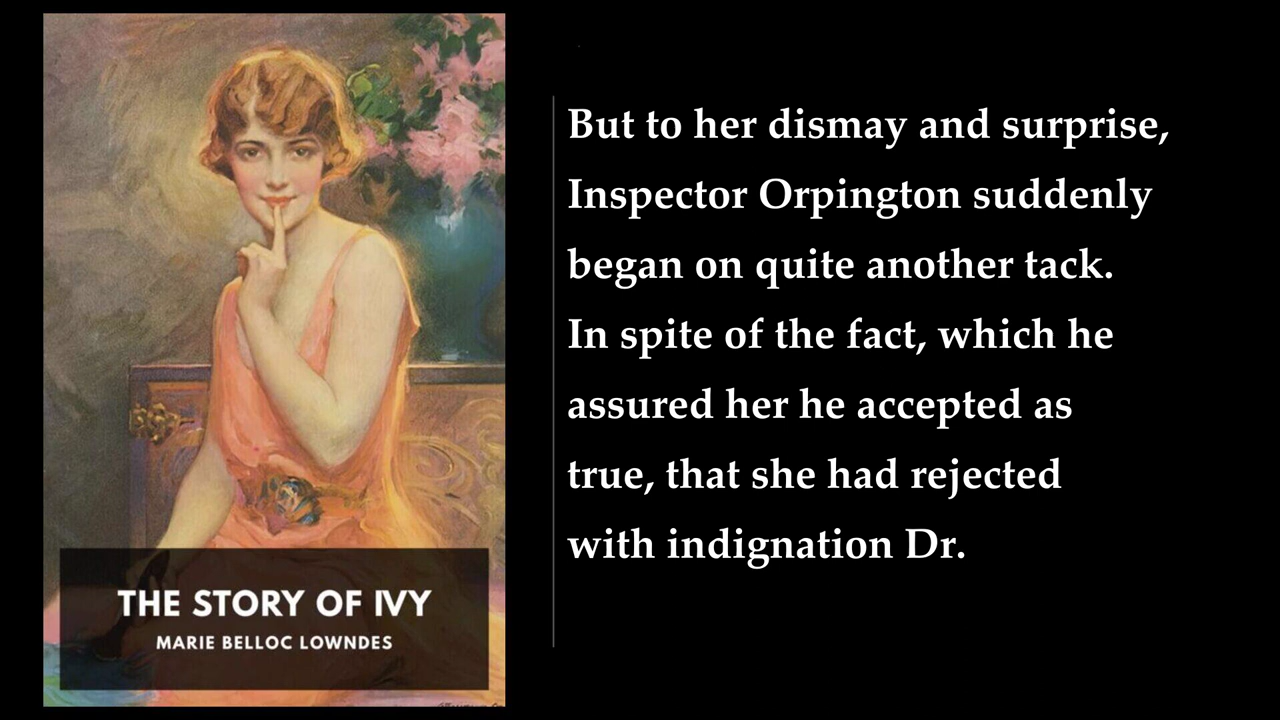 THE STORY OF IVY
MARIE BELLOC LOWNDES
But to her dismay and surprise,
Inspector Orpington suddenly
began on quite another tack.
In spite of the fact, which he
assured her he accepted as
true, that she had rejected
with indignation Dr.